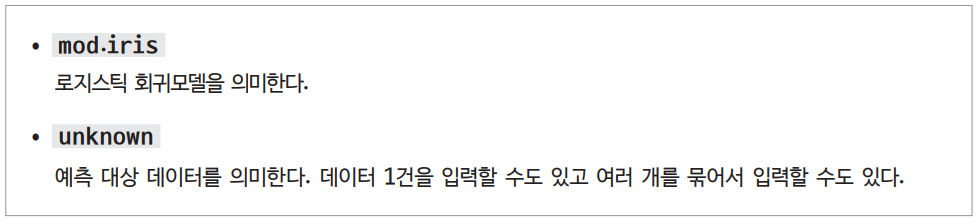 • mod.iris
로지스틱 회귀모델을 의미한다.
• unknown
예측 대상 데이터를 의미한다. 데이터 1건을 입력할 수도 있고 여러 개를 묶어서 입력할 수도 있다.